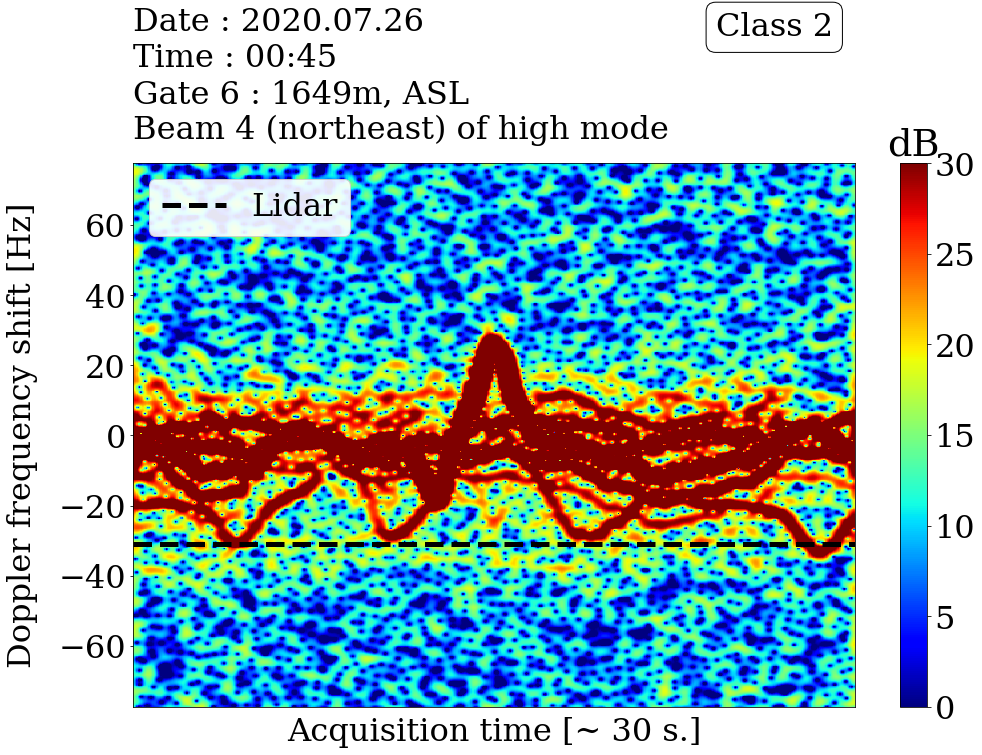 Date : 2020.07.26
Time : 00:45
Gate 6 : 1649m, ASL
Beam 4 (northeast) of high mode
Class 2
dB
Lidar
Doppler frequency shift [Hz]
60
40
20
0
−20
−40
−60
30
25
20
15
10
5
0
Acquisition time [~ 30 s.]